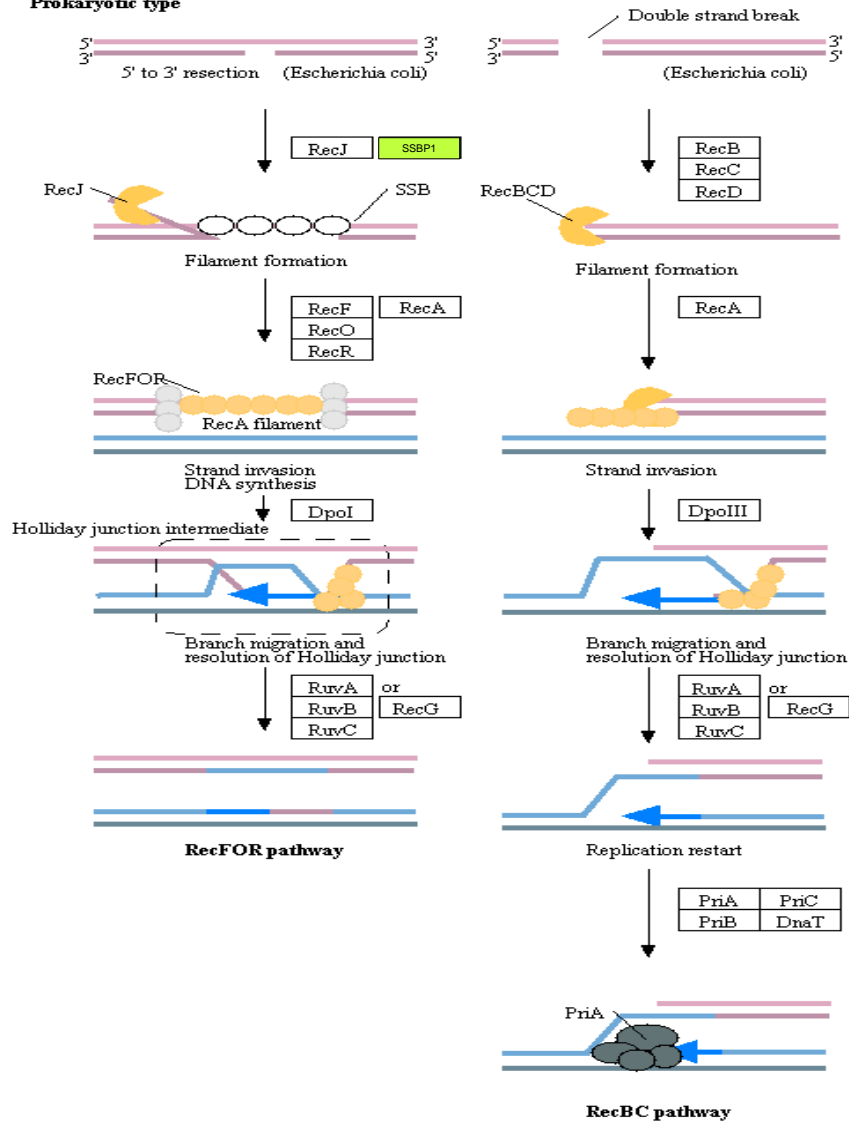 Prokaryotic type
Double strand break
5' 3'
3' 5'
5' to 3' resection (Escherichia coli)
5' 3'
3' 5'
(Escherichia coli)
RecJ SSBP1
RecB
RecC
RecD
RecJ SSB
RecBCD
Filament formation
Filament formation
RecF RecA
RecO
RecR
RecA
RecFOR
RecA filament
Strand invasion
DNA synthesis
Strand invasion
DpoI
DpoIII
Holliday junction intermediate
Branch migration and
resolution of Holliday junction
Branch migration and
resolution of Holliday junction
RuvA or
RuvB RecG
RuvC
RuvA or
RuvB RecG
RuvC
RecFOR pathway
Replication restart
PriA PriC
PriB DnaT
PriA
RecBC pathway